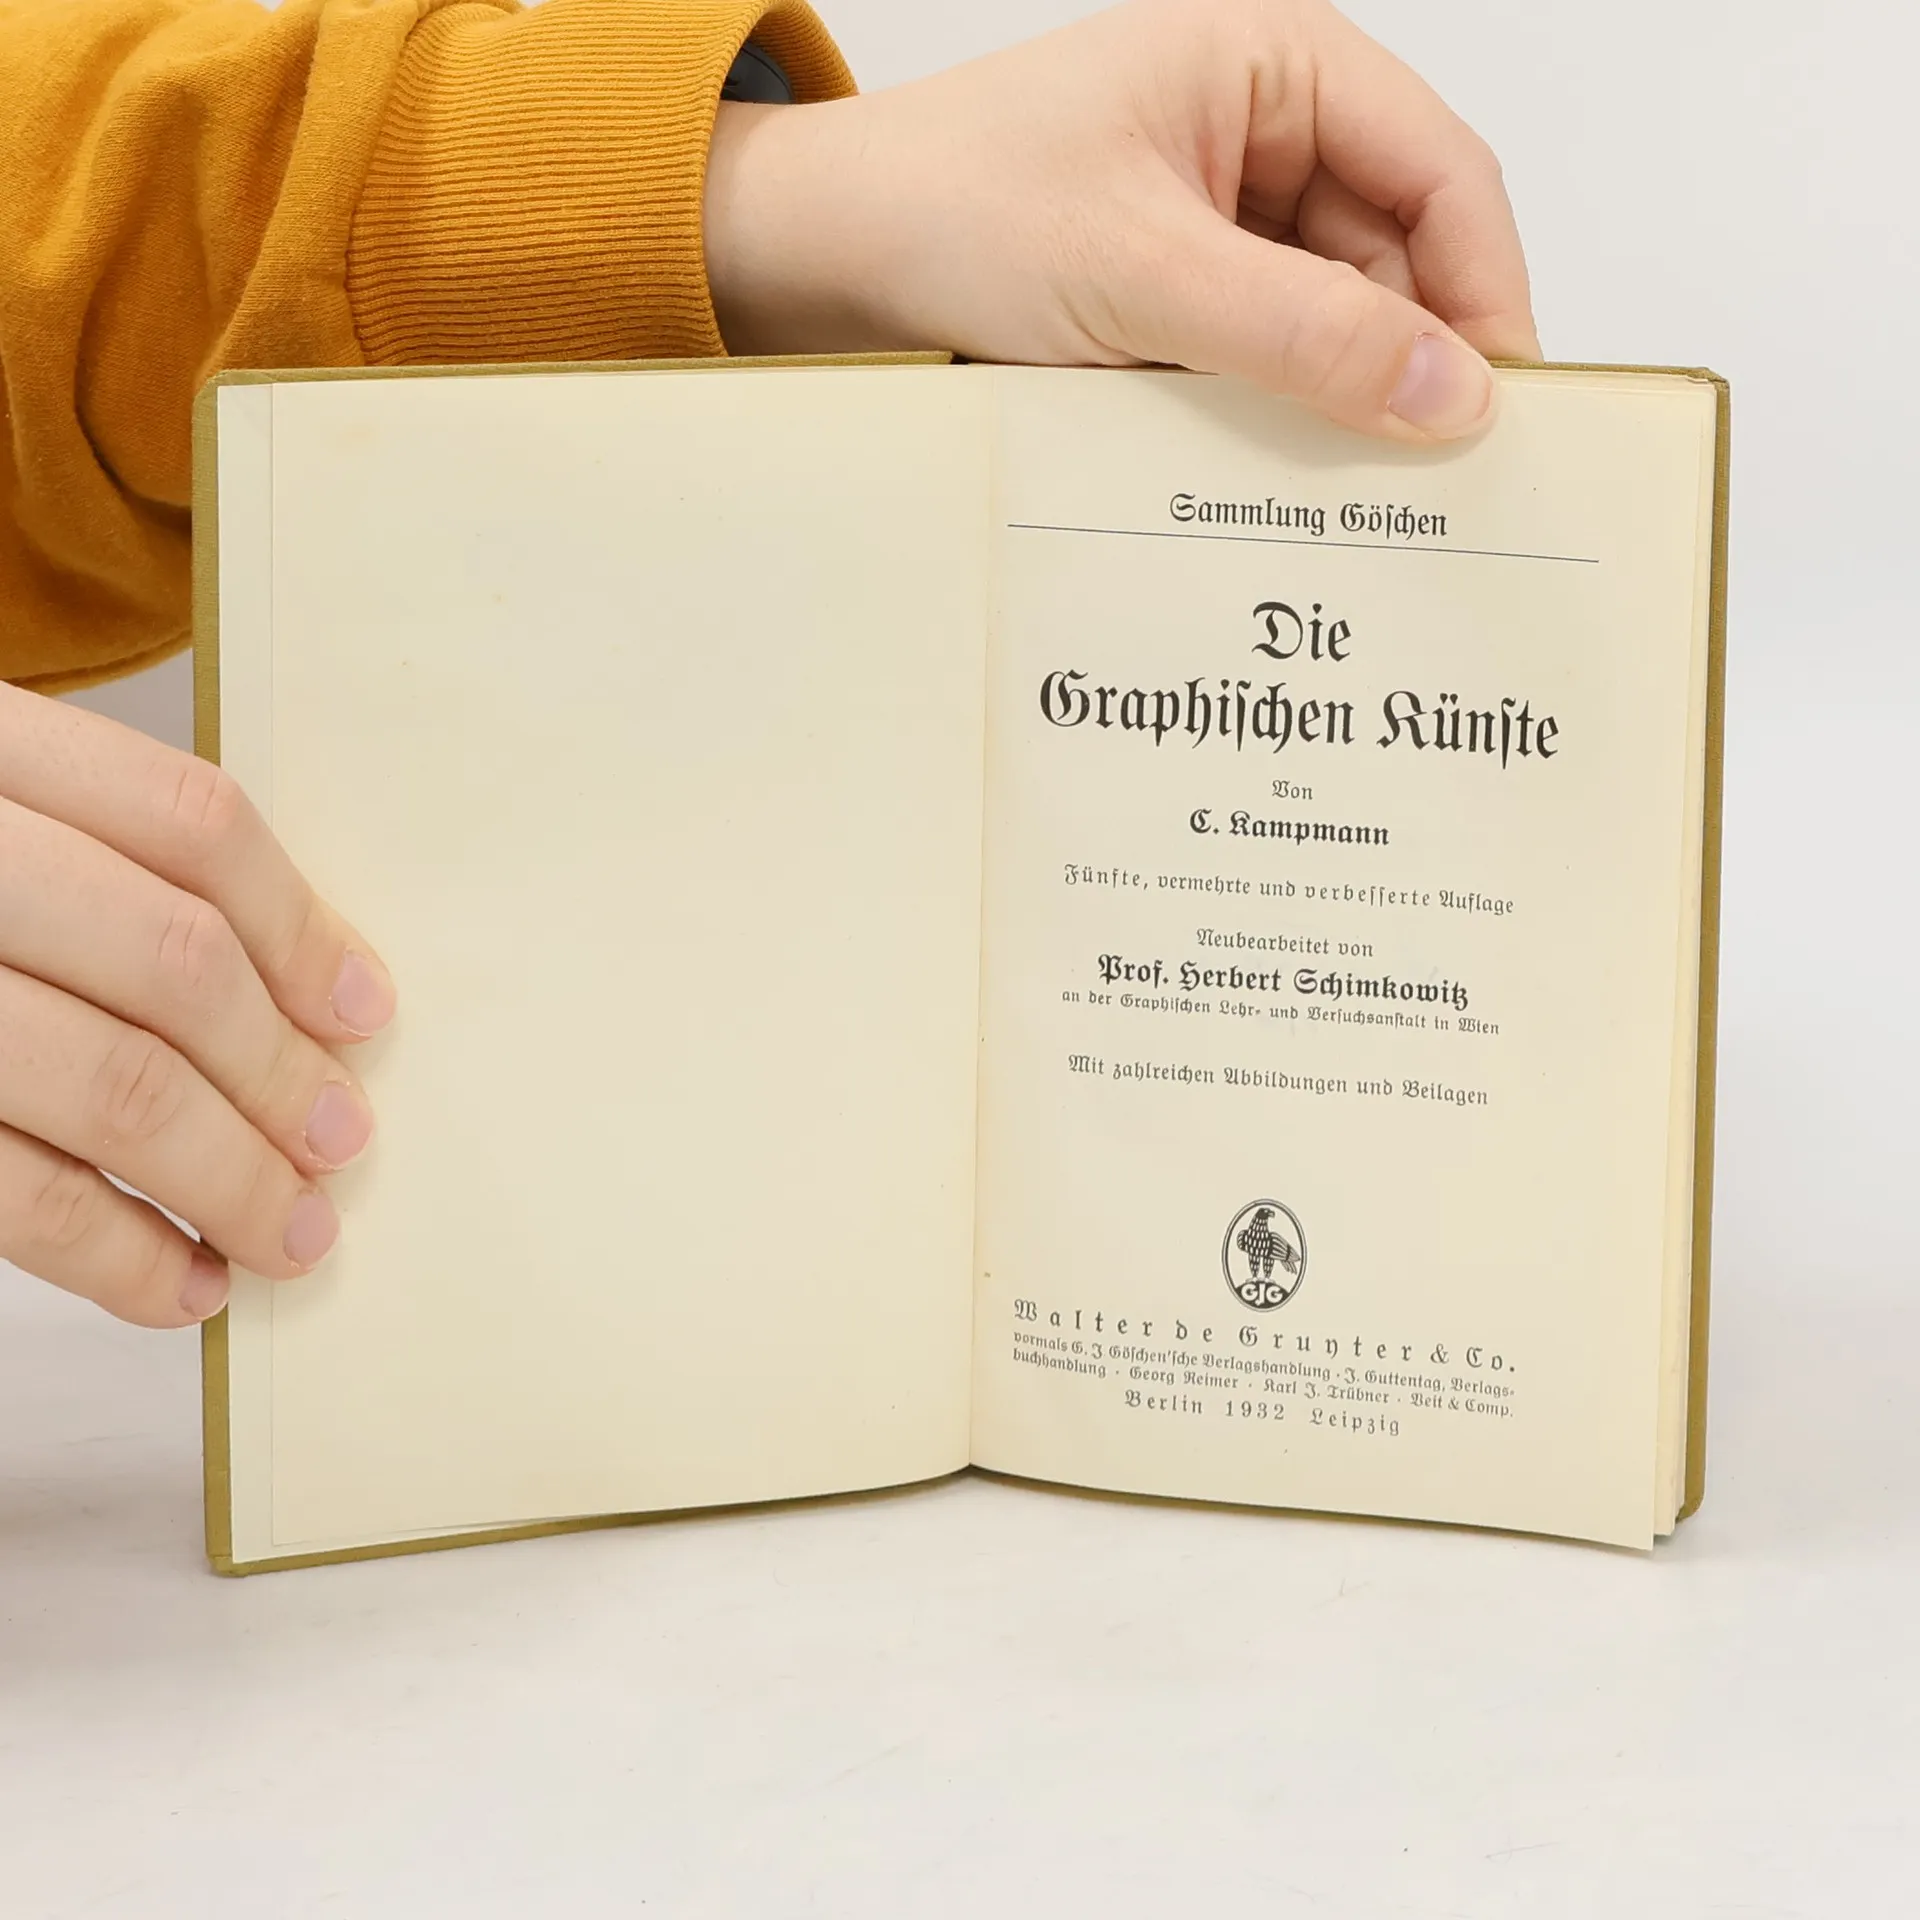 Sammlung Göſchen
Die
Graphiſchen Künſte
Von
C. Kampmann
Fünfte, vermehrte und verbeſſerte Auflage
Neubearbeitet von
Prof. Herbert Schimkowitz
an der Graphiſchen Lehr- und Verſuchsanſtalt in Wien
Mit zahlreichen Abbildungen und Beilagen
GJG
Walter de Gruyter & Co.
vormals G. J Göſchen'ſche Verlagshandlung · J. Guttentag, Verlags-
buchhandlung · Georg Reimer · Karl J. Trübner · Veit & Comp.
Berlin 1932 Leipzig